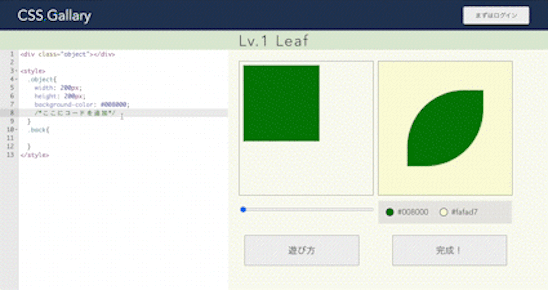 CSS.Gallary
まずはログイン
Lv.1 Leaf
1 <div class="object"></div>
2
3 <style>
4 .object{
5 width: 200px;
6 height: 200px;
7 background-color: #008000;
8 /*ここにコードを追加*/
9 }
10 .back{
11
12 }
13 </style>
#008000 #fafad7
遊び方 完成！